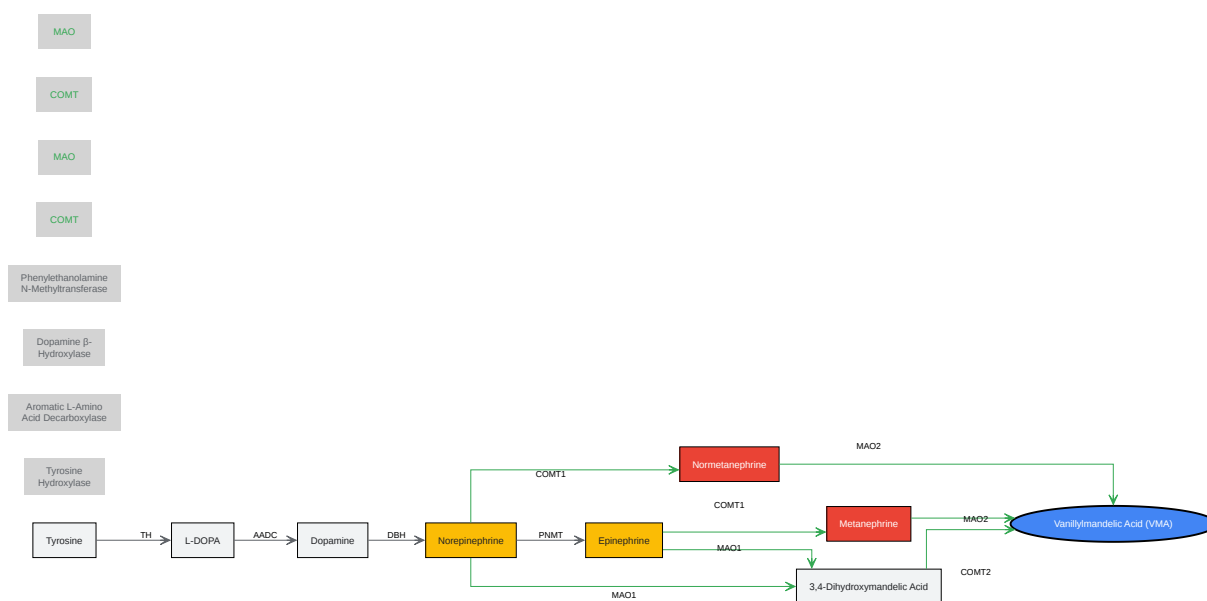 MAO
COMT
MAO
COMT
Phenylethanolamine
N-Methyltransferase
Dopamine β-
Hydroxylase
Aromatic L-Amino
Acid Decarboxylase
Tyrosine
Hydroxylase
MAO2
Normetanephrine
COMT1
COMT1
Metanephrine
MAO2
Vanillylmandelic Acid (VMA)
Tyrosine
TH
L-DOPA
AADC
Dopamine
DBH
Norepinephrine
PNMT
Epinephrine
MAO1
COMT2
3,4-Dihydroxymandelic Acid
MAO1